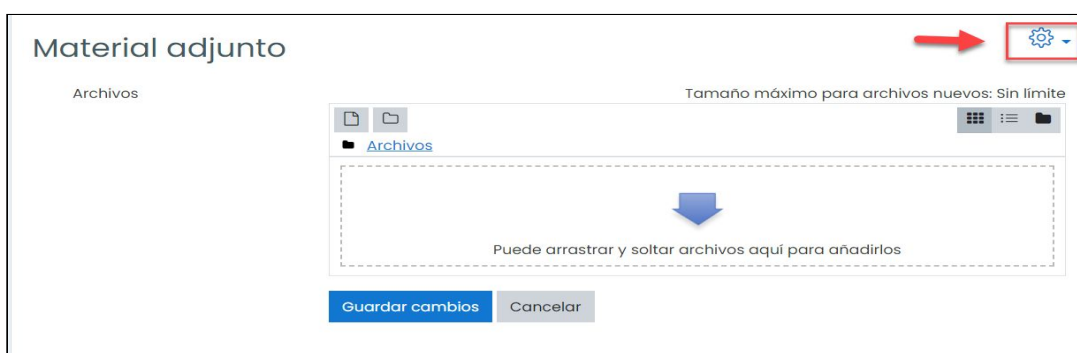 Material adjunto
Archivos
Tamaño máximo para archivos nuevos: Sin límite
Archivos
Puede arrastrar y soltar archivos aquí para añadirlos
Guardar cambios
Cancelar